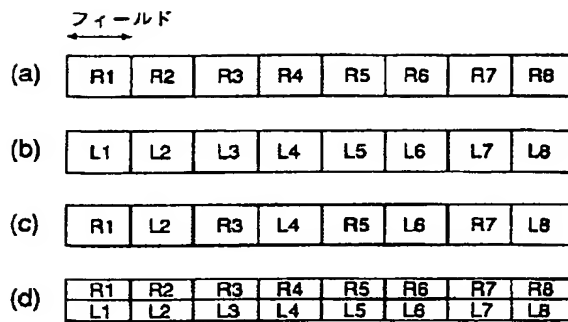 フィールド
(a) R1 R2 R3 R4 R5 R6 R7 R8
(b) L1 L2 L3 L4 L5 L6 L7 L8
(c) R1 L2 R3 L4 R5 L6 R7 L8
(d) R1 R2 R3 R4 R5 R6 R7 R8
L1 L2 L3 L4 L5 L6 L7 L8